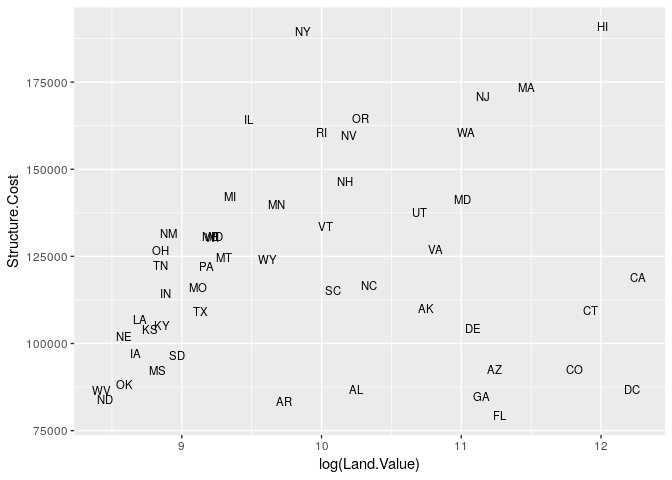 Structure.Cost
175000
150000
125000
100000
75000
NY
HI
MA
NJ
IL
OR
RI
NV
WA
NH
MI
MN
MD
UT
VT
NM
OH
TN
PA
MT
WY
VA
IN
MO
SC
NC
CA
TX
AK
CT
LA
KS
KY
DE
NE
IA
SD
MS
AZ
CO
WV
OK
ND
AR
AL
GA
DC
FL
9
10
11
12
log(Land.Value)